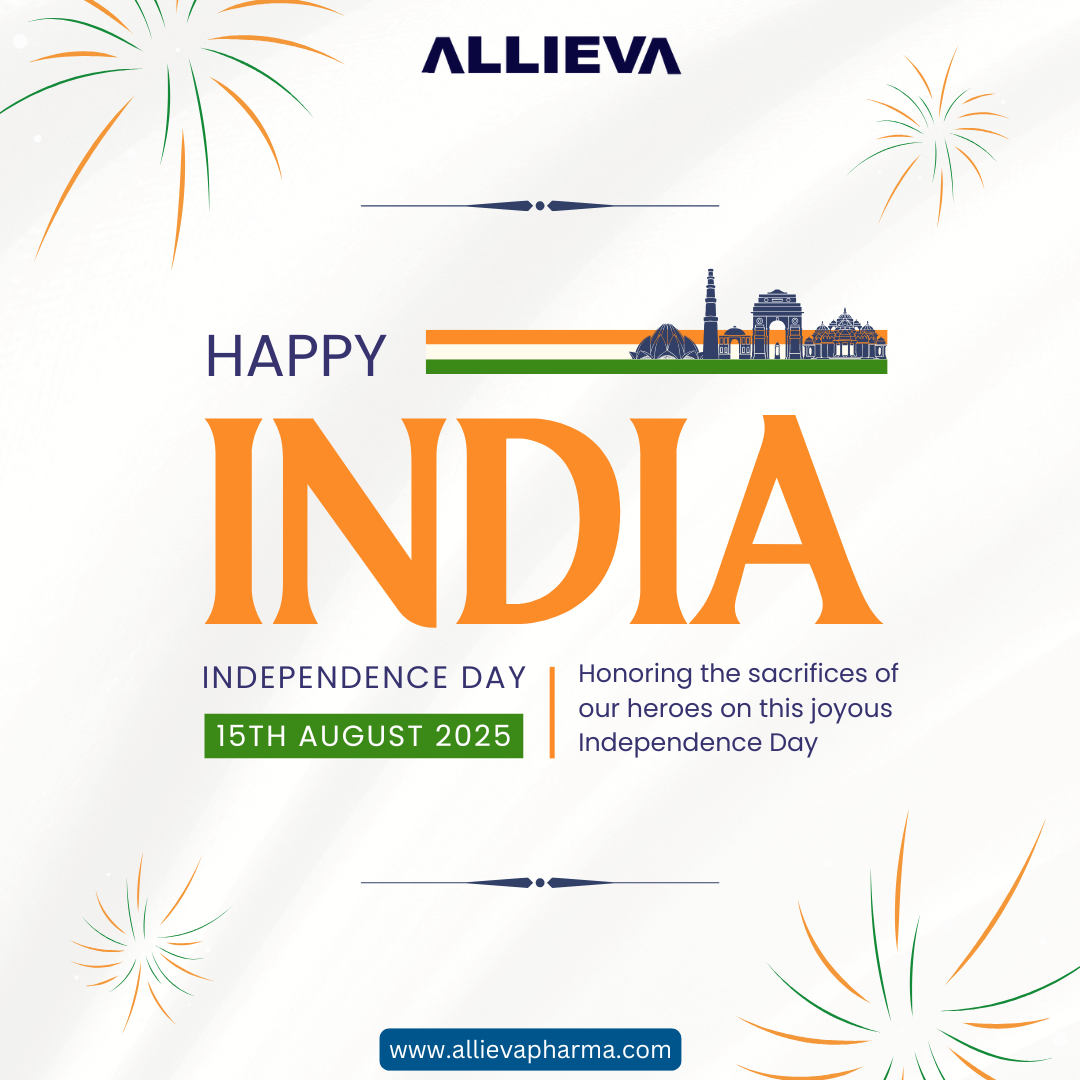 ALLIEVA
HAPPY
INDIA
INDEPENDENCE DAY
15TH AUGUST 2025
Honoring the sacrifices of
our heroes on this joyous
Independence Day
www.allievapharma.com